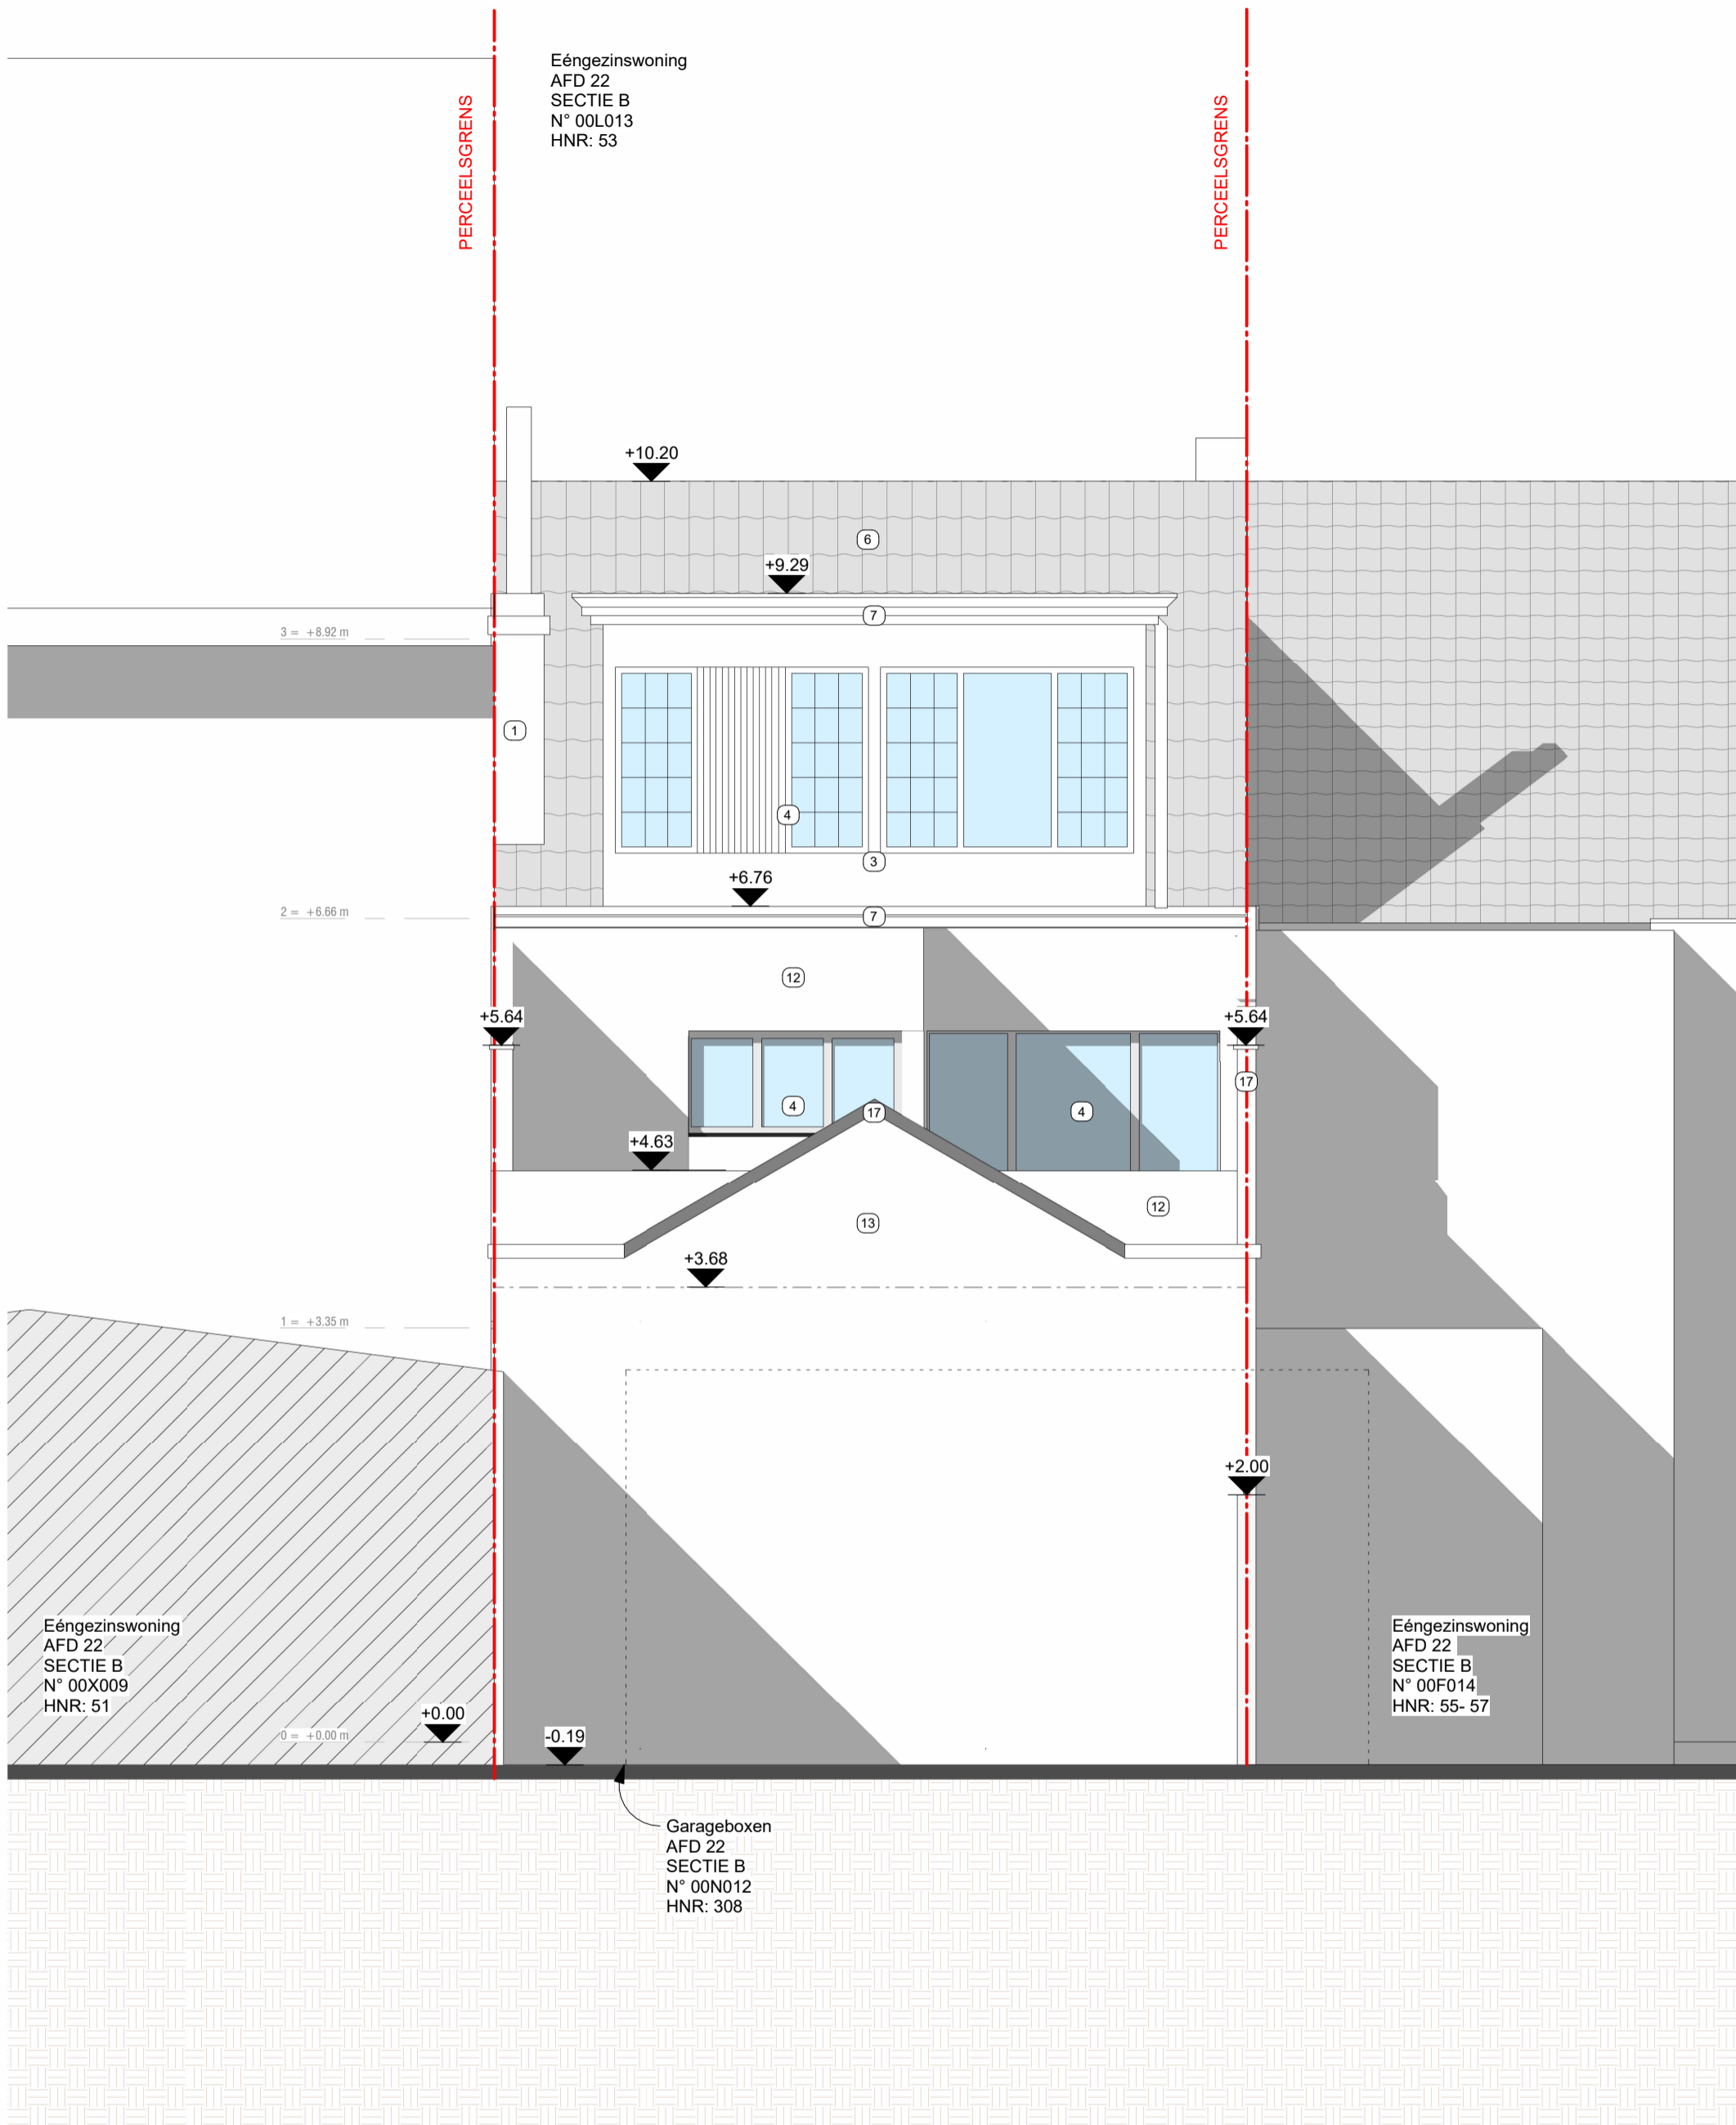 Eéngezinswoning
AFD 22
SECTIE B
N° 00L013
HNR: 53
PERCEELSGRENS
PERCEELSGRENS
+10.20
6
+9.29
7
3 = +8.92 m
1
4
3
+6.76
2 = +6.66 m
7
12
+5.64
+5.64
17
4
17
4
+4.63
12
13
+3.68
1 = +3.35 m
+2.00
Eéngezinswoning
AFD 22
SECTIE B
N° 00X009
HNR: 51
Eéngezinswoning
AFD 22
SECTIE B
N° 00F014
HNR: 55- 57
+0.00
0 = +0.00 m
-0.19
Garageboxen
AFD 22
SECTIE B
N° 00N012
HNR: 308